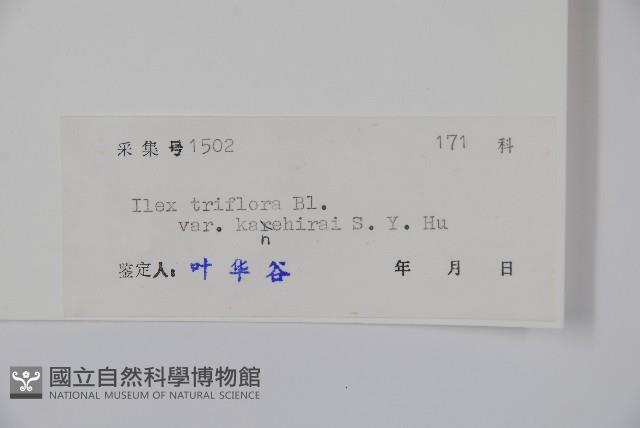 采集号1502 171 科
Ilex triflora Bl.
var. kanehirai S. Y. Hu
鉴定人: 叶华谷 年 月 日
國立自然科學博物館
NATIONAL MUSEUM OF NATURAL SCIENCE